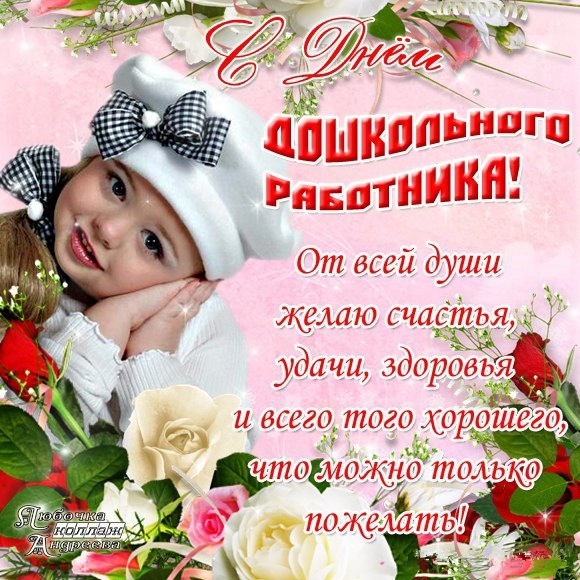 С Днём
ДОШКОЛЬНОГО
РАБОТНИКА!
От всей души
желаю счастья,
удачи, здоровья
и всего того хорошего,
что можно только
пожелать!
Любочка
коллаж
Андреева